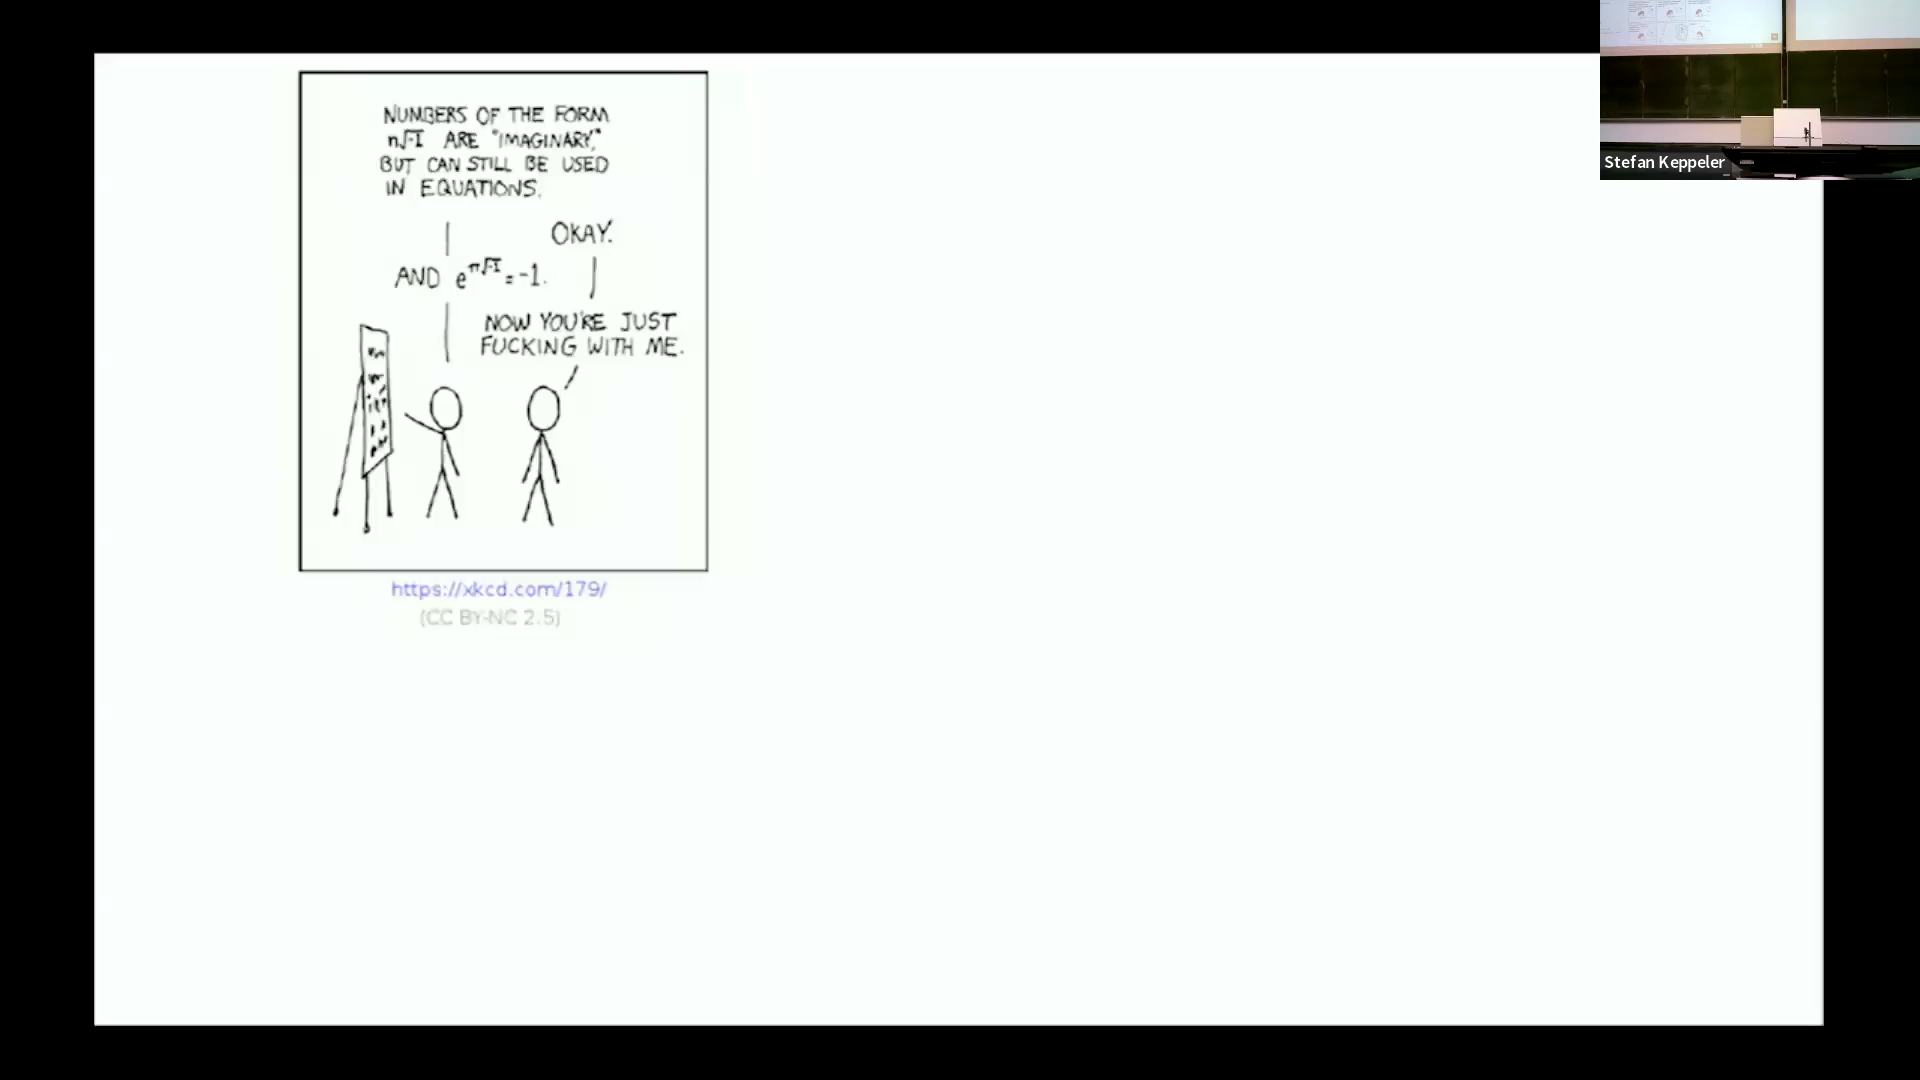 NUMBERS OF THE FORM
n√-1 ARE "IMAGINARY,"
BUT CAN STILL BE USED
IN EQUATIONS.
OKAY.
AND e^π√-1 = -1.
NOW YOU'RE JUST
FUCKING WITH ME.
https://xkcd.com/179/
(CC BY-NC 2.5)
Stefan Keppeler